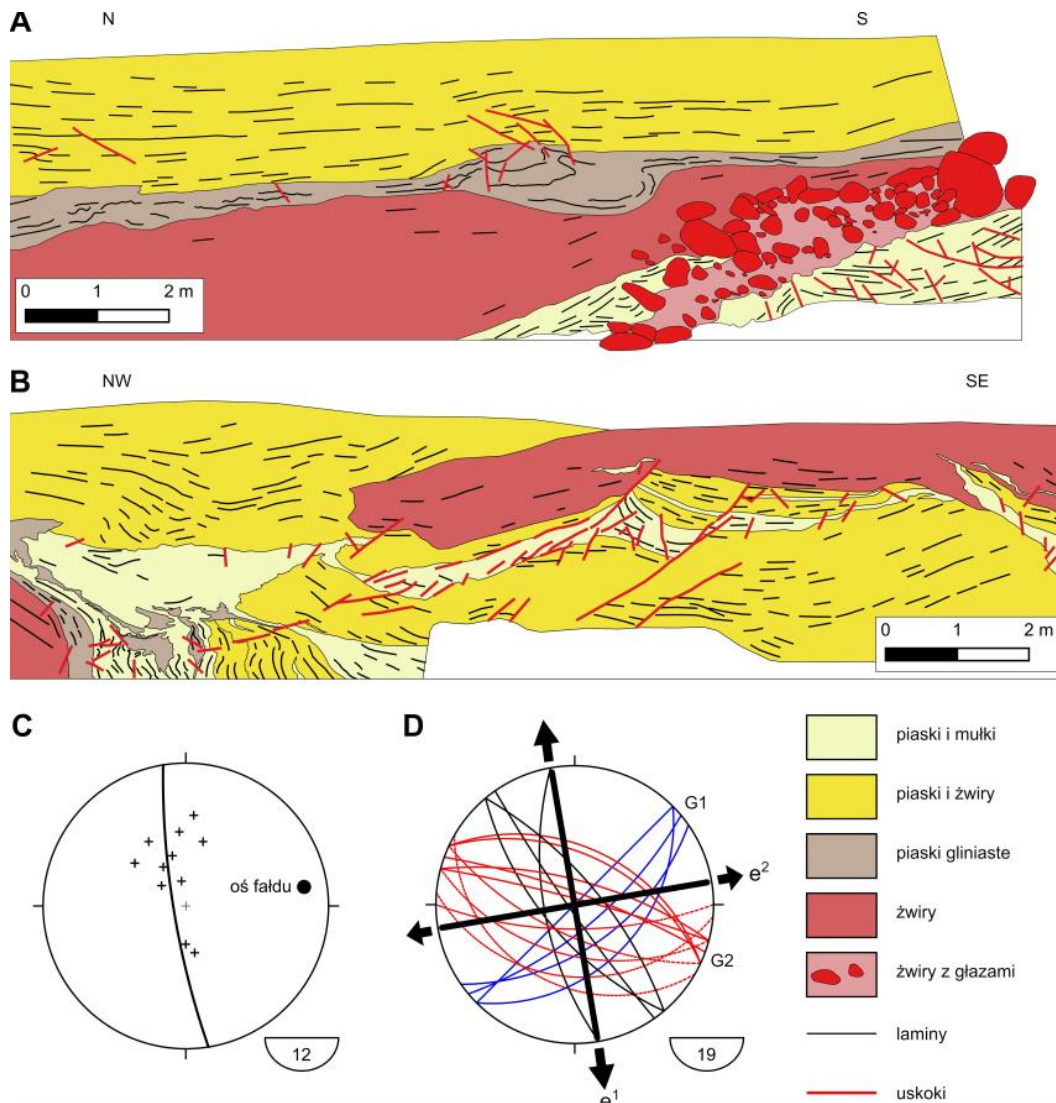 A
N
S
0 1 2 m
B
NW
SE
0 1 2 m
C
oś fałdu
12
D
G1
e2
G2
e1
19
piaski i mułki
piaski i żwiry
piaski gliniaste
żwiry
żwiry z głazami
laminy
uskoki